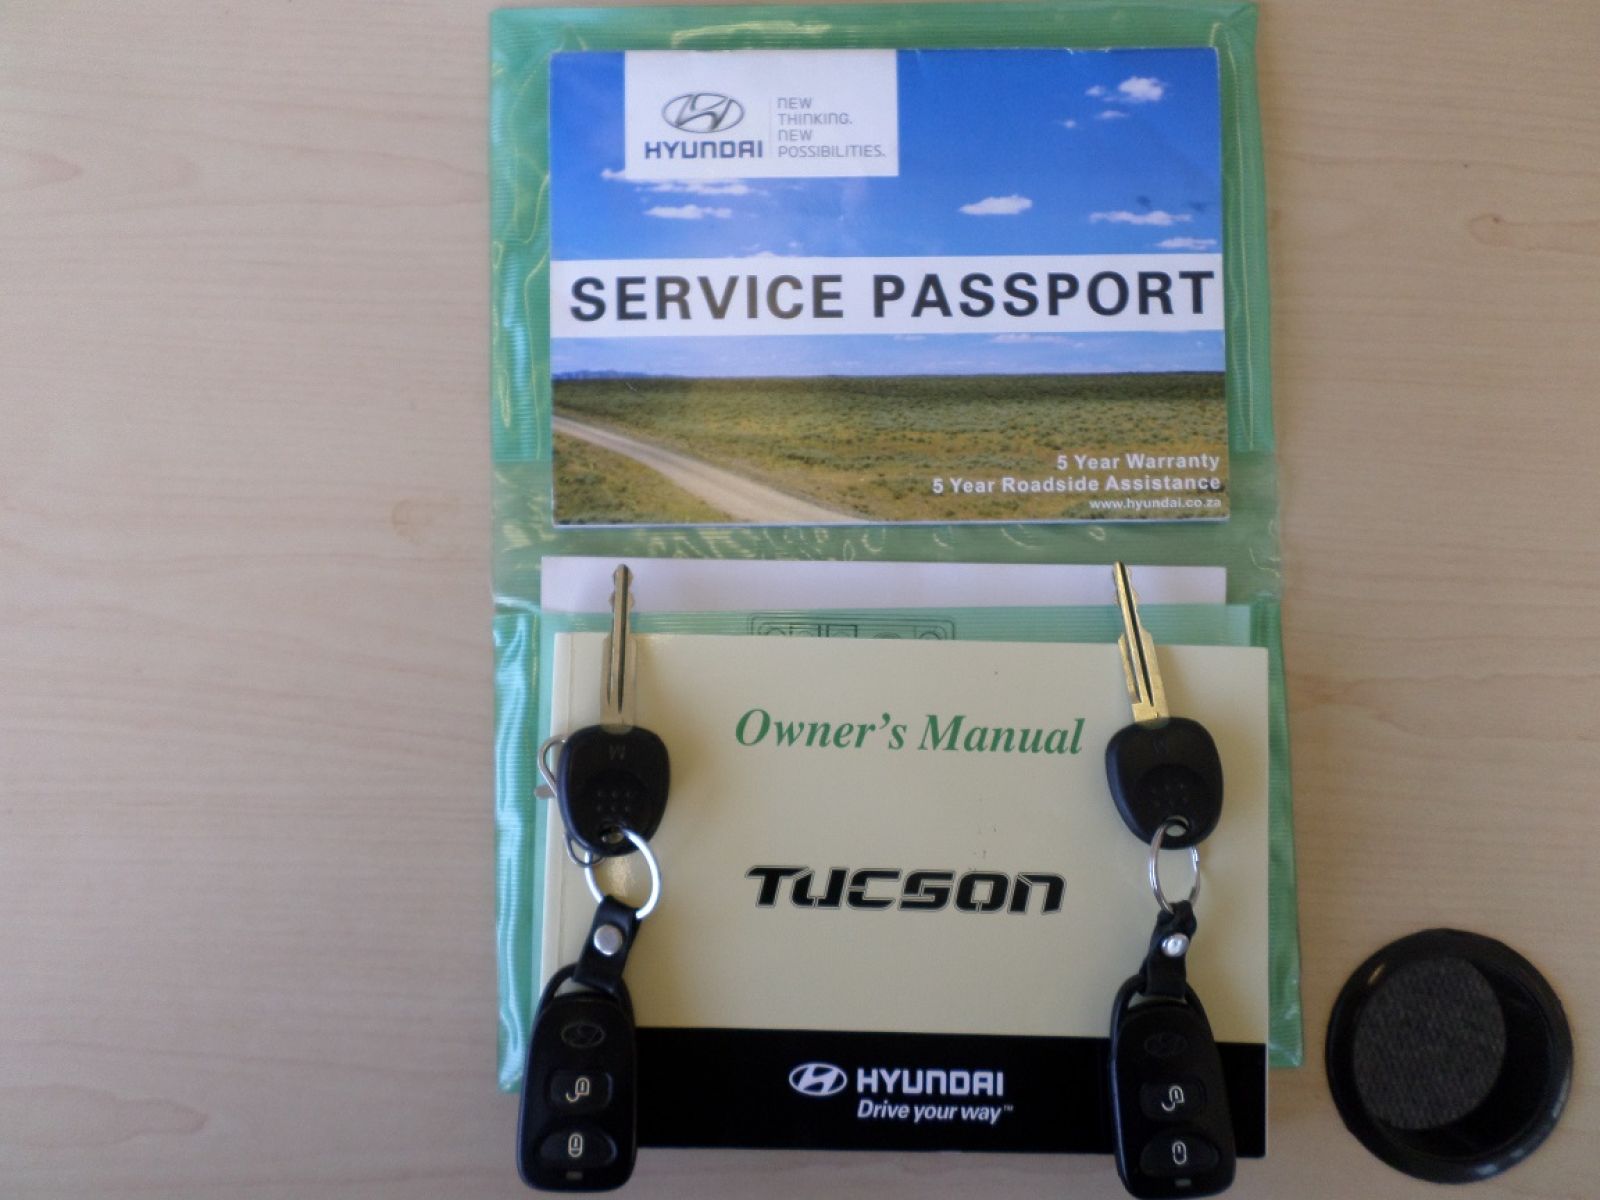 HYUNDAI
NEW
THINKING.
NEW
POSSIBILITIES.
SERVICE PASSPORT
5 Year Warranty
5 Year Roadside Assistance
www.hyundai.co.za
Owner's Manual
TUCSON
HYUNDAI
Drive your way™